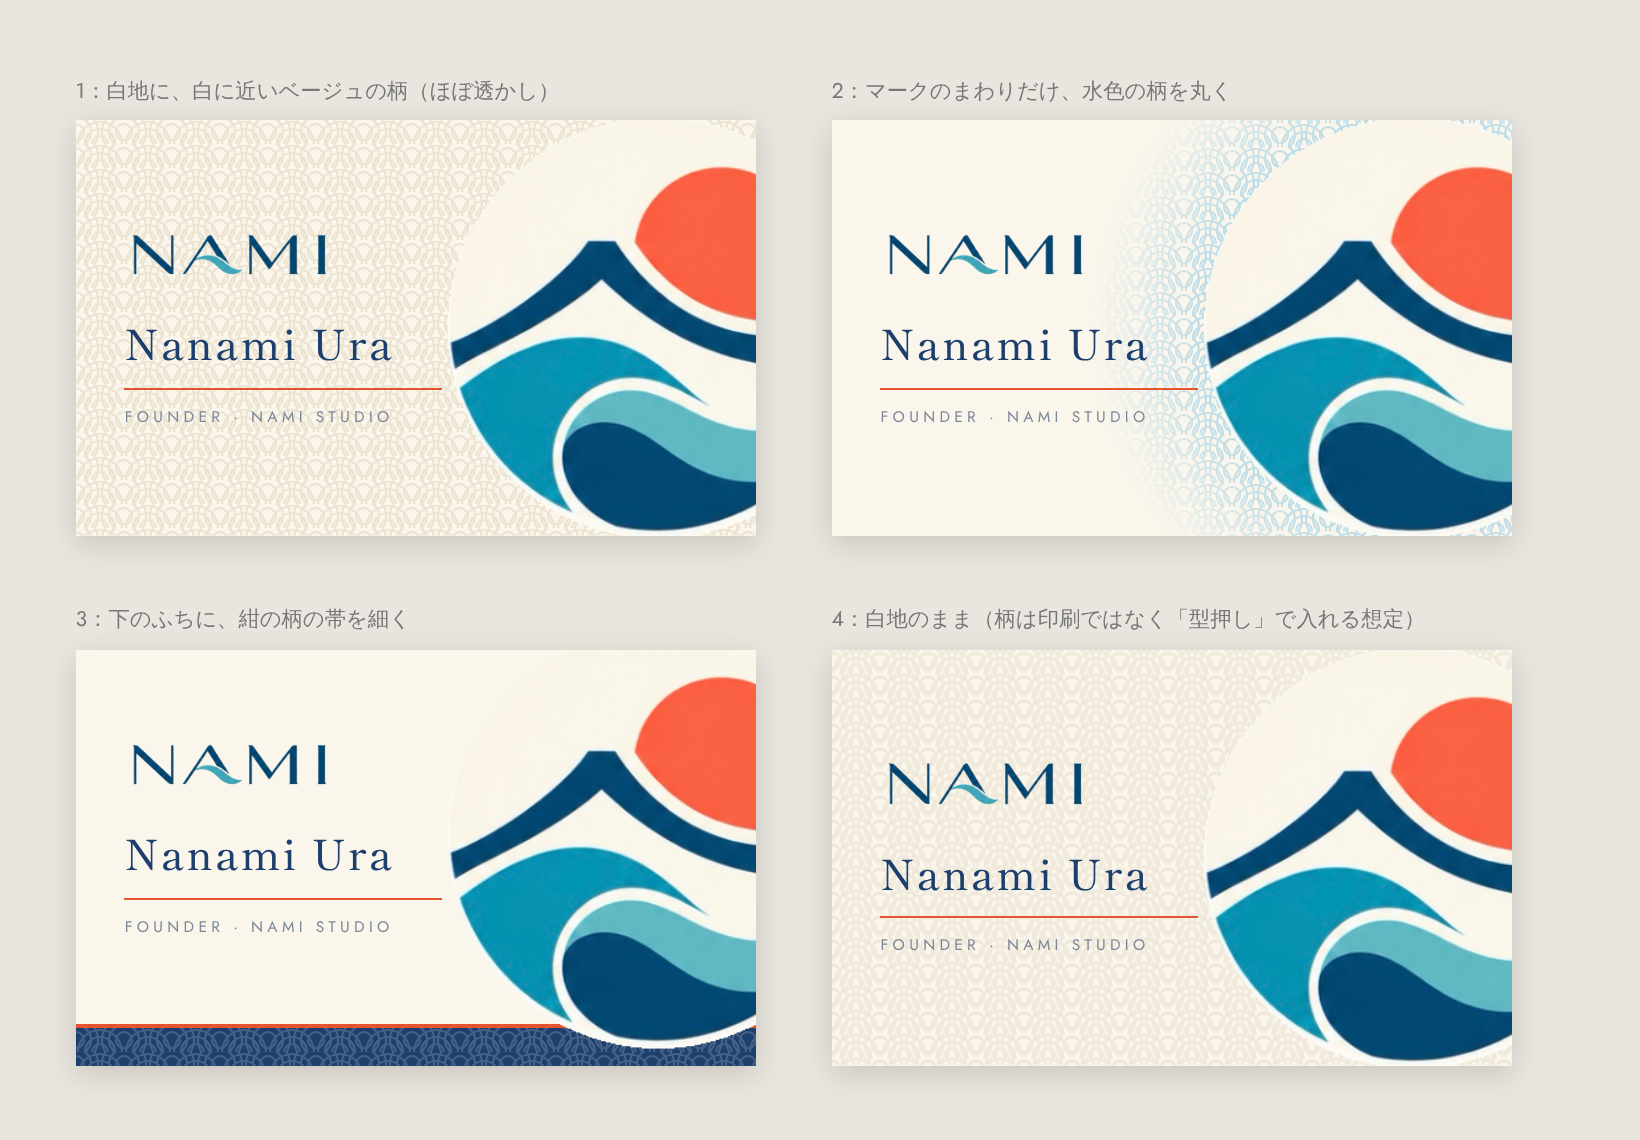 1：白地に、白に近いベージュの柄（ほぼ透かし）
NAMI
Nanami Ura
FOUNDER · NAMI STUDIO
2：マークのまわりだけ、水色の柄を丸く
NAMI
Nanami Ura
FOUNDER · NAMI STUDIO
3：下のふちに、紺の柄の帯を細く
NAMI
Nanami Ura
FOUNDER · NAMI STUDIO
4：白地のまま（柄は印刷ではなく「型押し」で入れる想定）
NAMI
Nanami Ura
FOUNDER · NAMI STUDIO